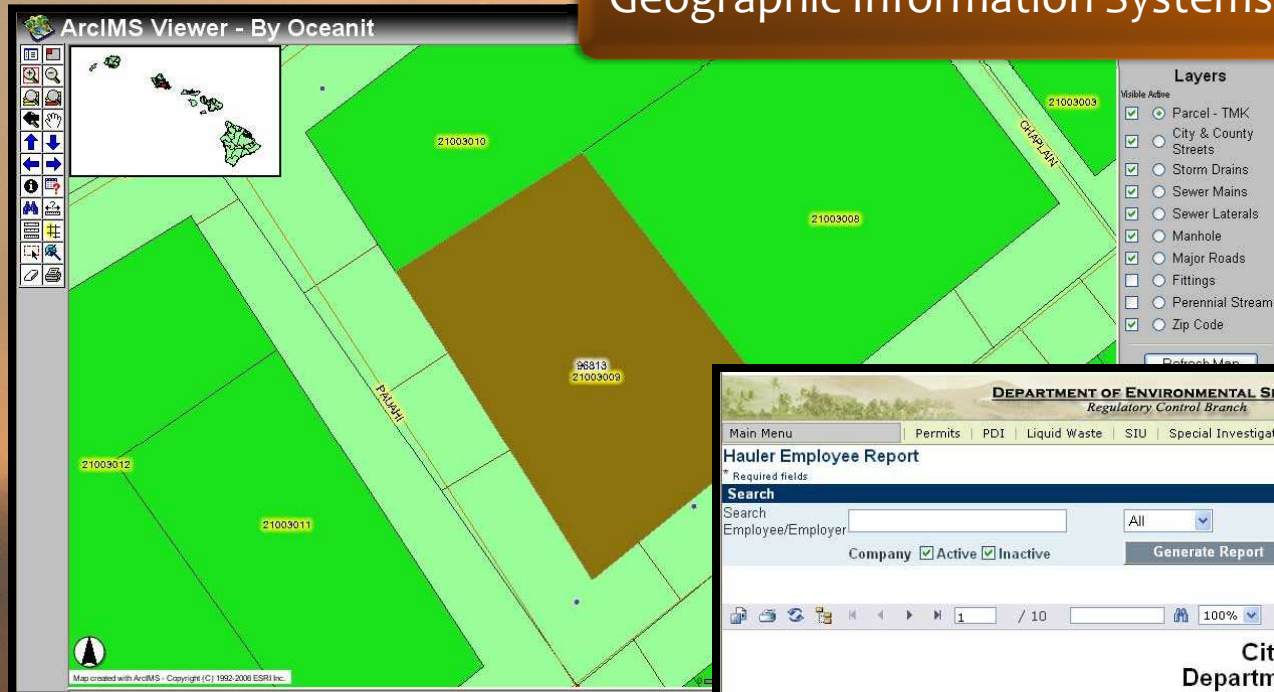 Geographic Information Systems
ArcIMS Viewer - By Oceanit
Layers
Visible Active
Parcel - TMK
City & County
Streets
Storm Drains
Sewer Mains
Sewer Laterals
Manhole
Major Roads
Fittings
Perennial Stream
Zip Code
Refresh Map
21003010
21003003
CHAPLAIN
21003008
96813
21003009
PAUAHI
21003012
21003011
Map created with ArcIMS - Copyright (C) 1992-2006 ESRI Inc.
DEPARTMENT OF ENVIRONMENTAL S
Regulatory Control Branch
Main Menu | Permits | PDI | Liquid Waste | SIU | Special Investigat
Hauler Employee Report
* Required fields
Search
Search
Employee/Employer
All
Company Active Inactive
Generate Report
1 / 10
100%
Cit
Departm